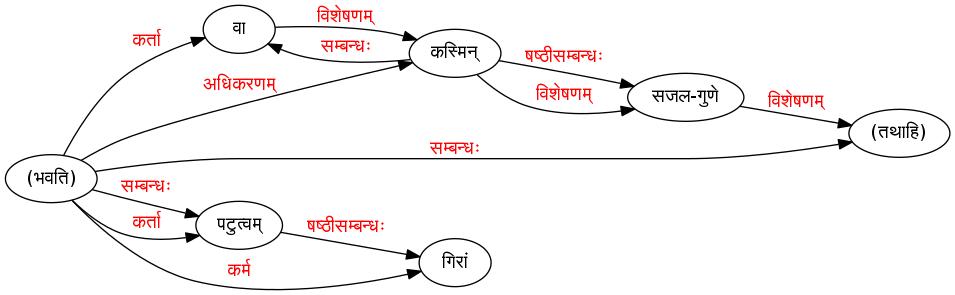 विशेषणम्
कर्ता
वा
सम्बन्धः
कस्मिन्
षष्ठीसम्बन्धः
अधिकरणम्
विशेषणम्
सजल-गुणे
विशेषणम्
(तथाहि)
सम्बन्धः
(भवति)
सम्बन्धः
कर्ता
पटुत्वम्
षष्ठीसम्बन्धः
गिरां
कर्म